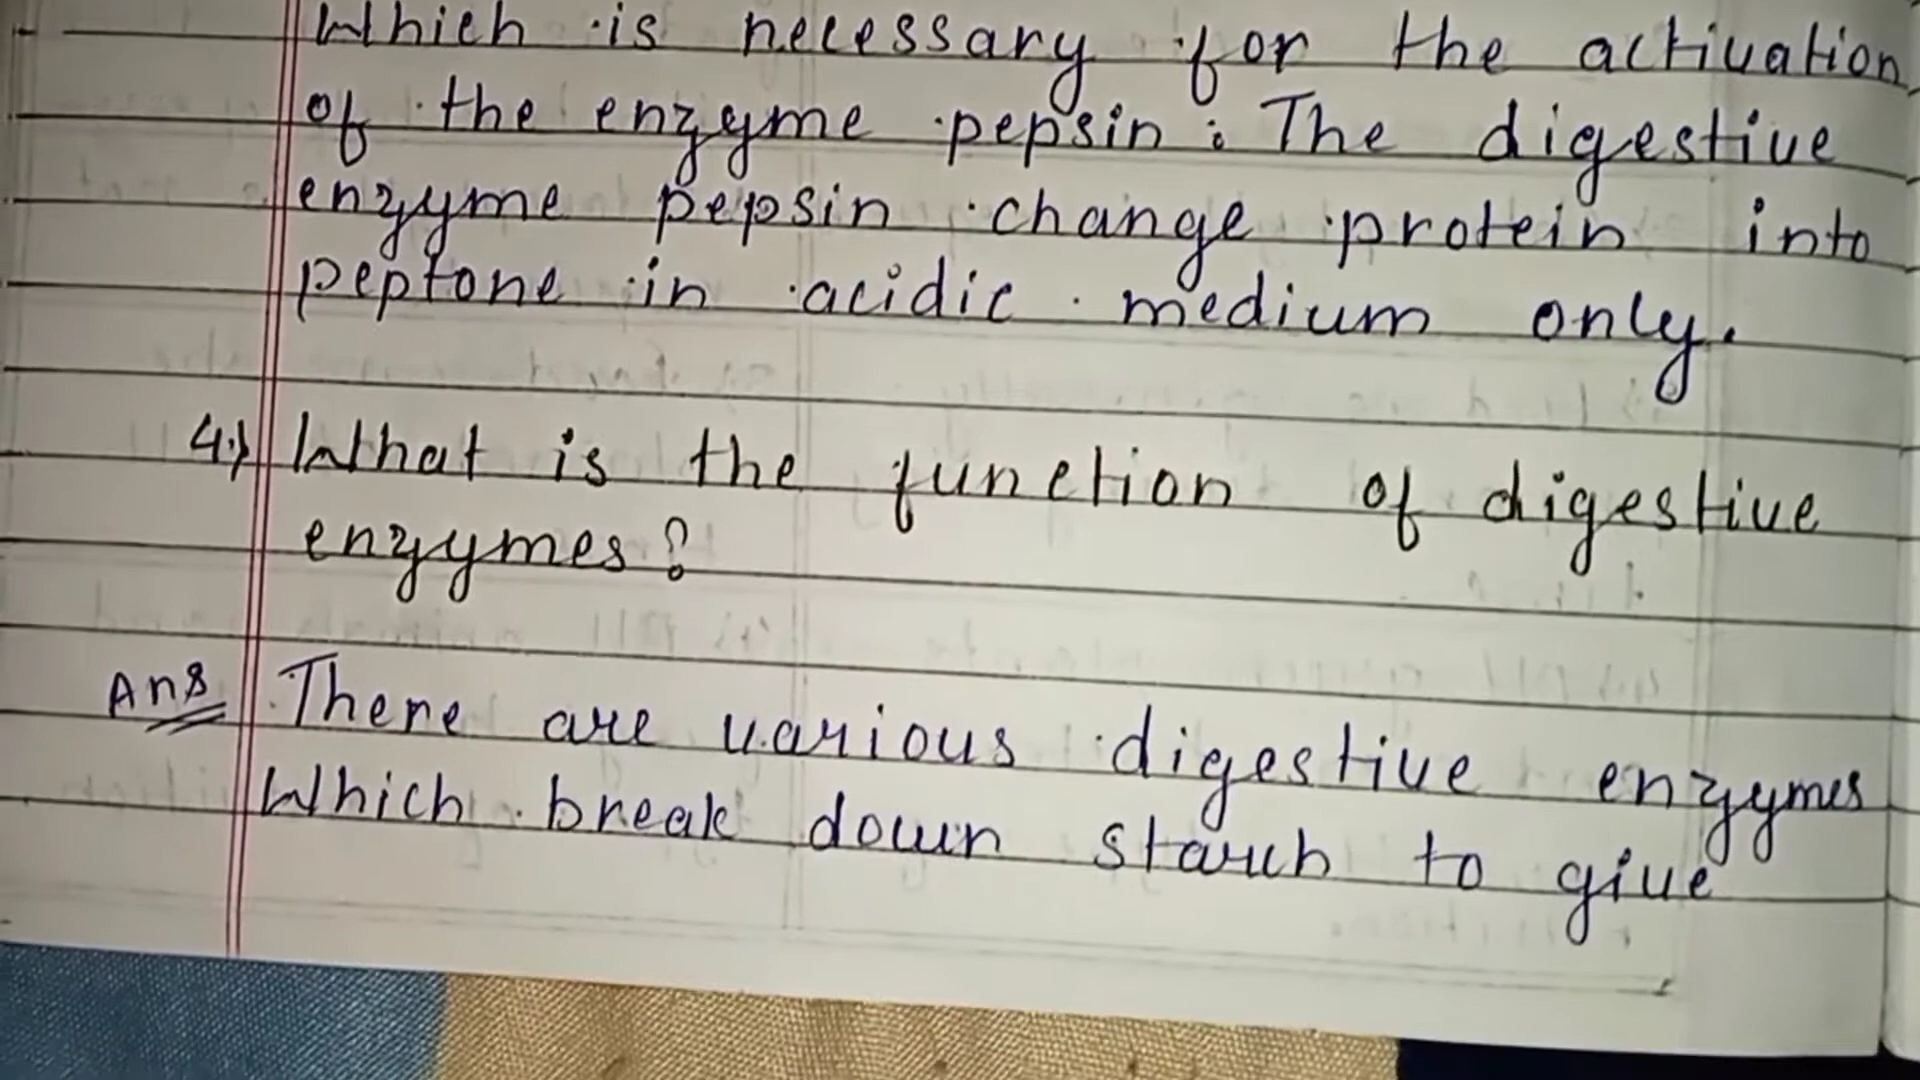 Which is necessary for the activation
of the enzyme pepsin. The digestive
enzyme pepsin change protein into
peptone in acidic medium only.
4.) What is the function of digestive
enzymes?
Ans There are various digestive enzymes
Which break down starch to give